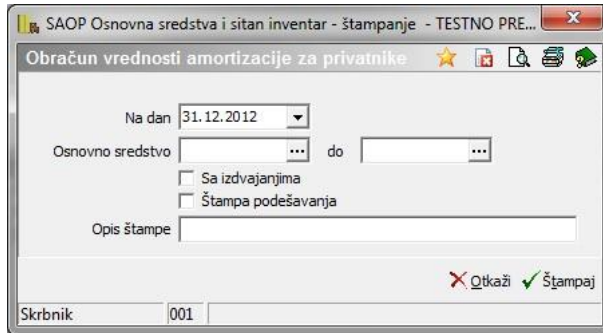 SAOP Osnovna sredstva i sitan inventar - štampanje - TESTNO PRE...
Obračun vrednosti amortizacije za privatnike
Na dan 31.12.2012
Osnovno sredstvo ... do ...
Sa izdvajanjima
Štampa podešavanja
Opis štampe
Otkaži Štampaj
Skrbnik 001